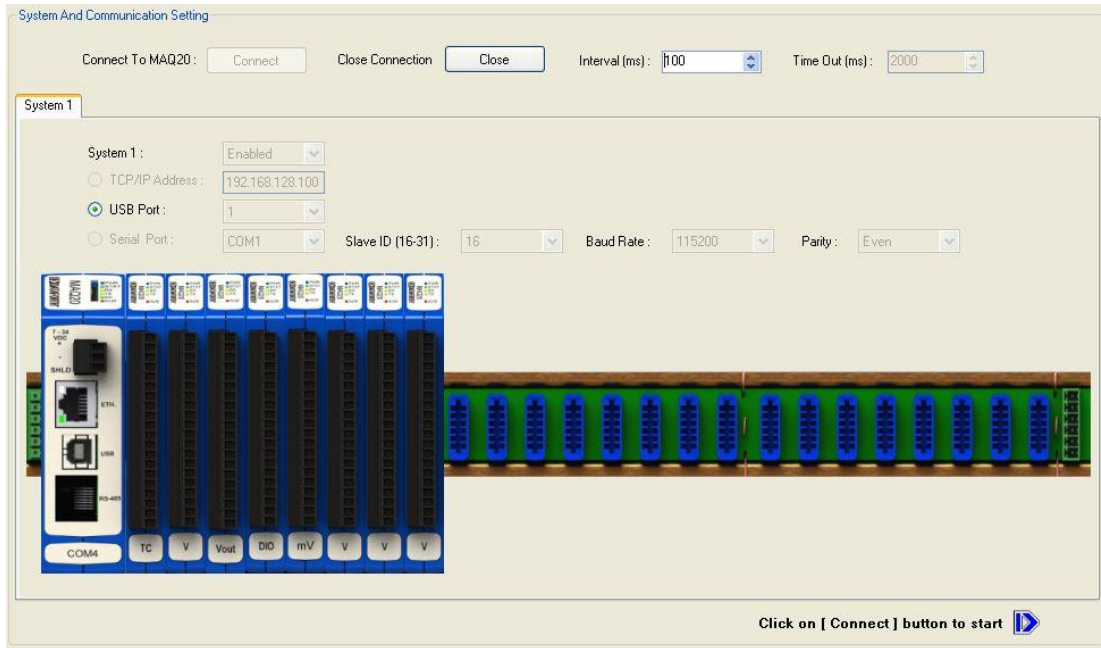 System And Communication Setting
Connect To MAQ20 : Connect Close Connection Close Interval (ms) : 100 Time Out (ms) : 2000
System 1
System 1 : Enabled
TCP/IP Address : 192.168.128.100
USB Port : 1
Serial Port : COM1 Slave ID (16-31) : 16 Baud Rate : 115200 Parity : Even
MAQ20
7 - 34
VDC
+
-
SHLD
ETH.
USB
RS-485
COM4 TC V Vout DIO mV V V V
Click on [ Connect ] button to start